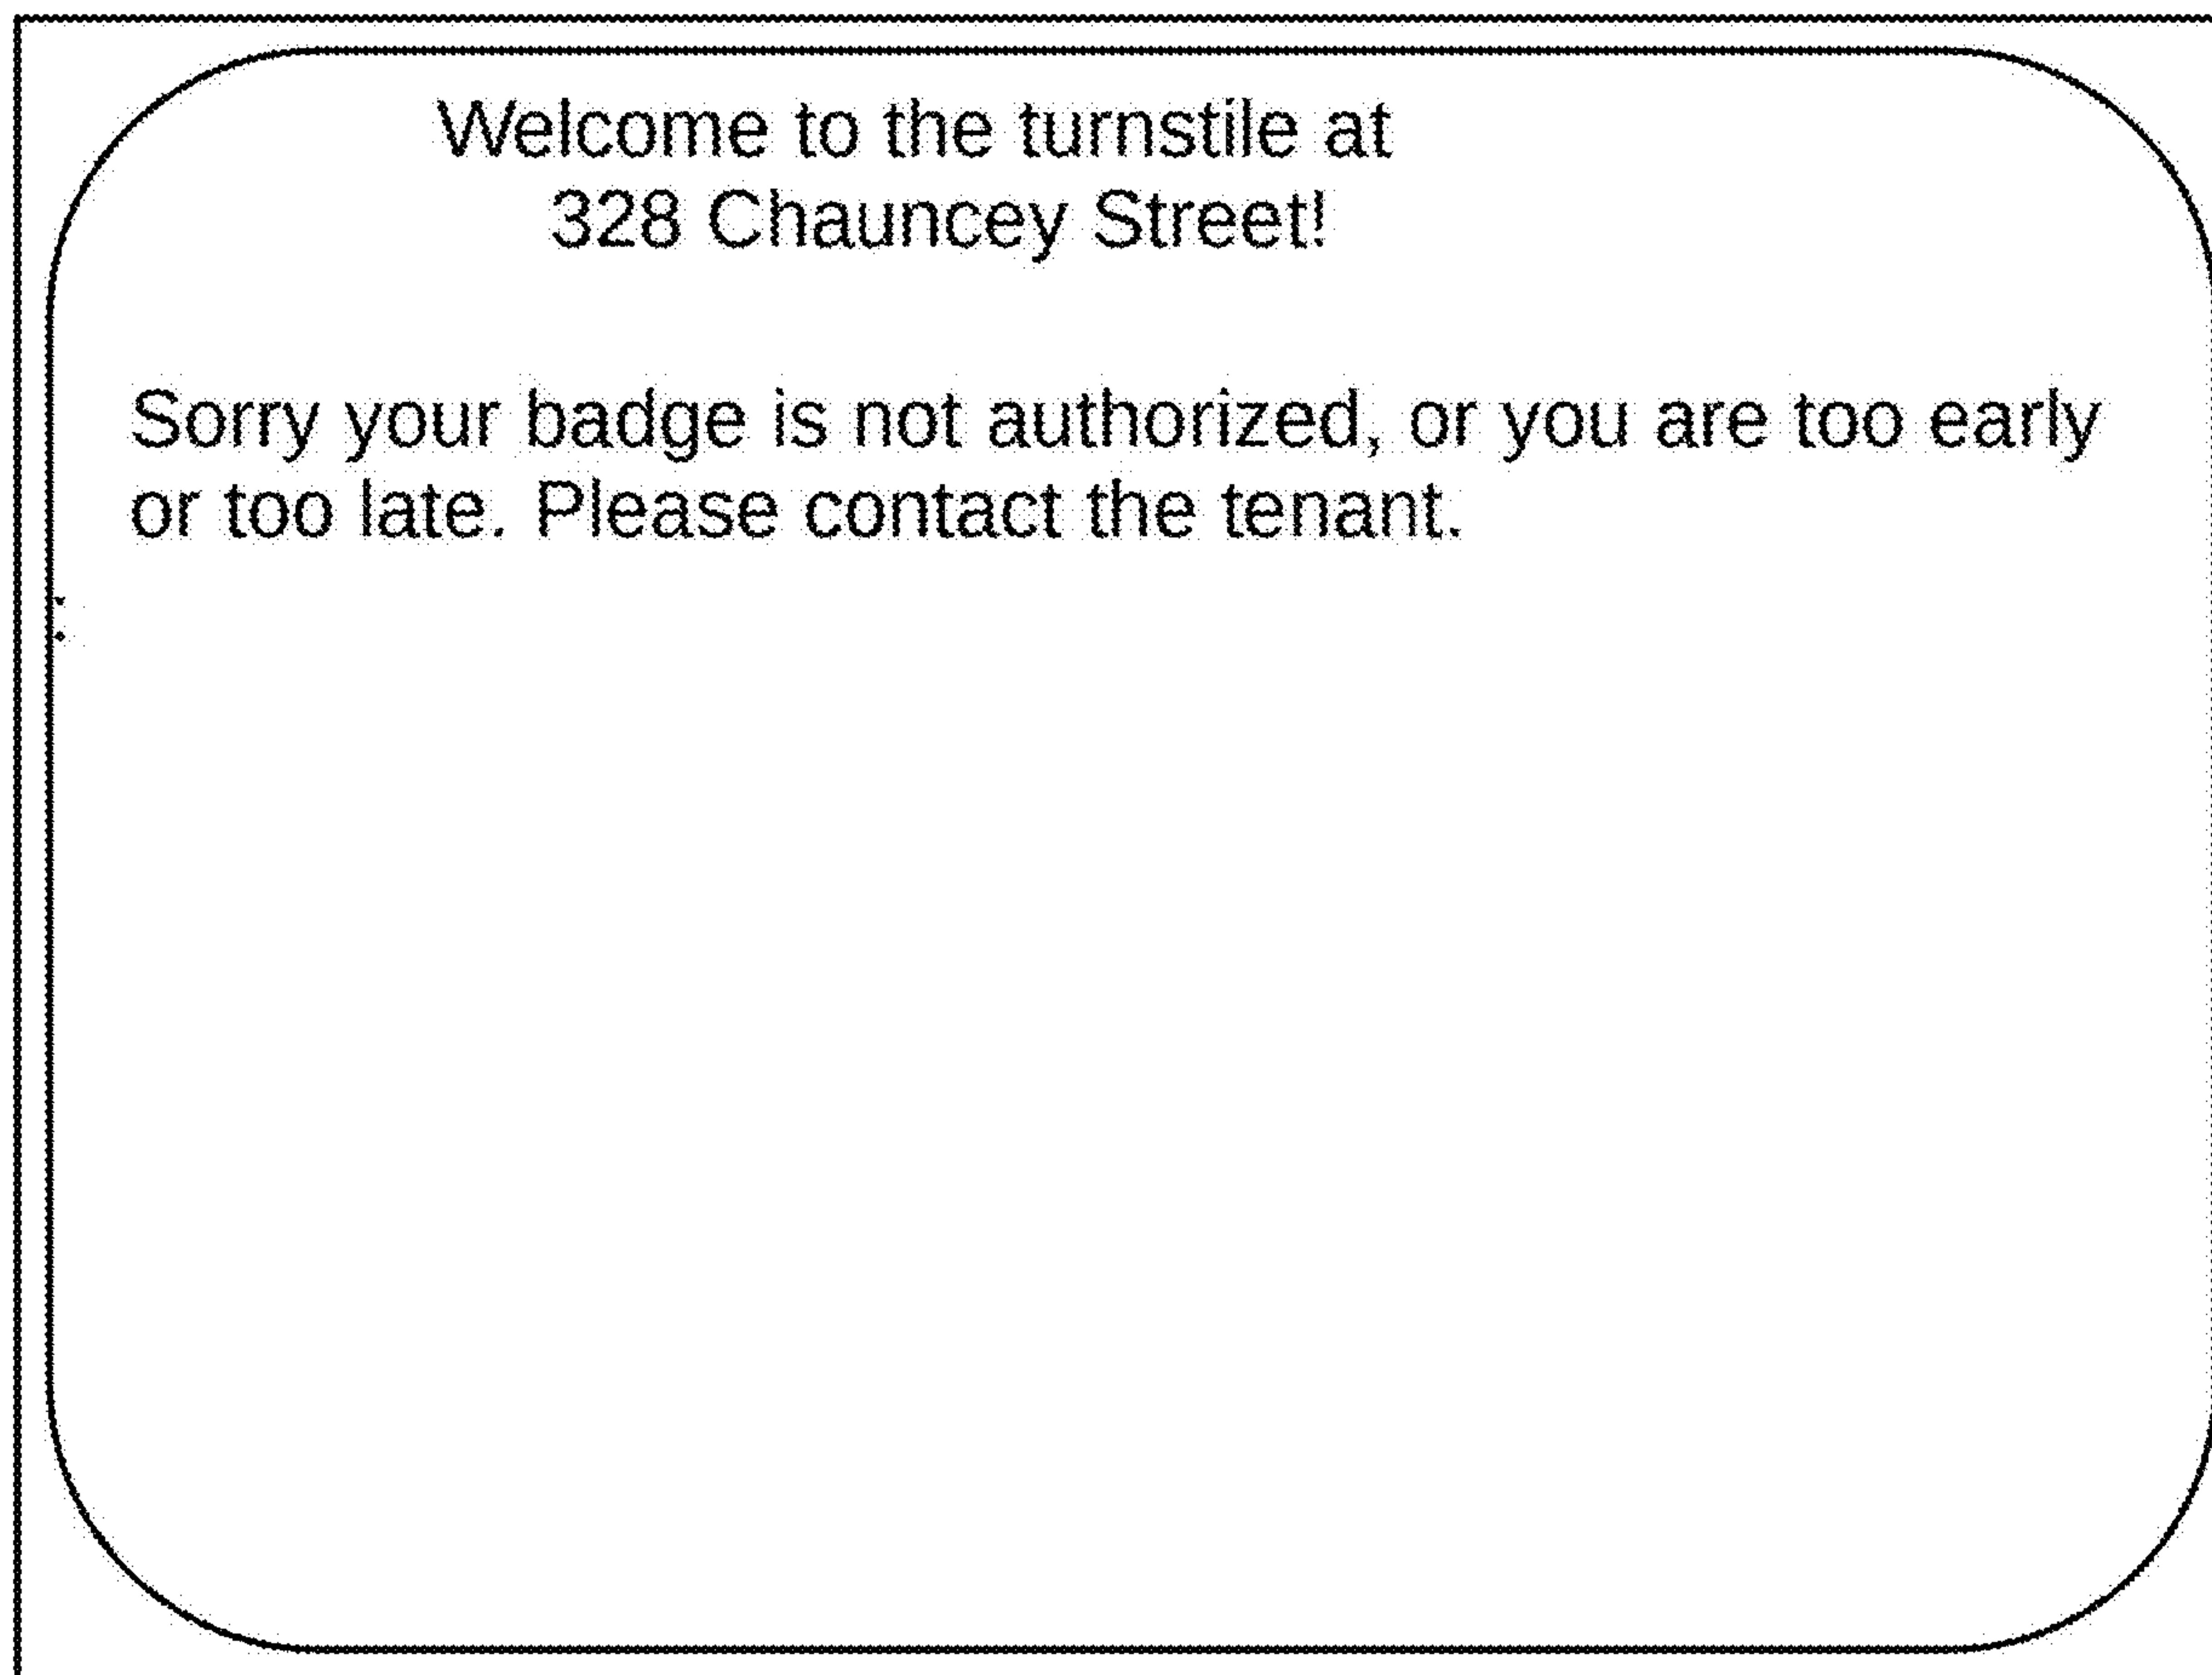 Welcome to the turnstile at
328 Chauncey Street!
Sorry your badge is not authorized, or you are too early
or too late. Please contact the tenant.